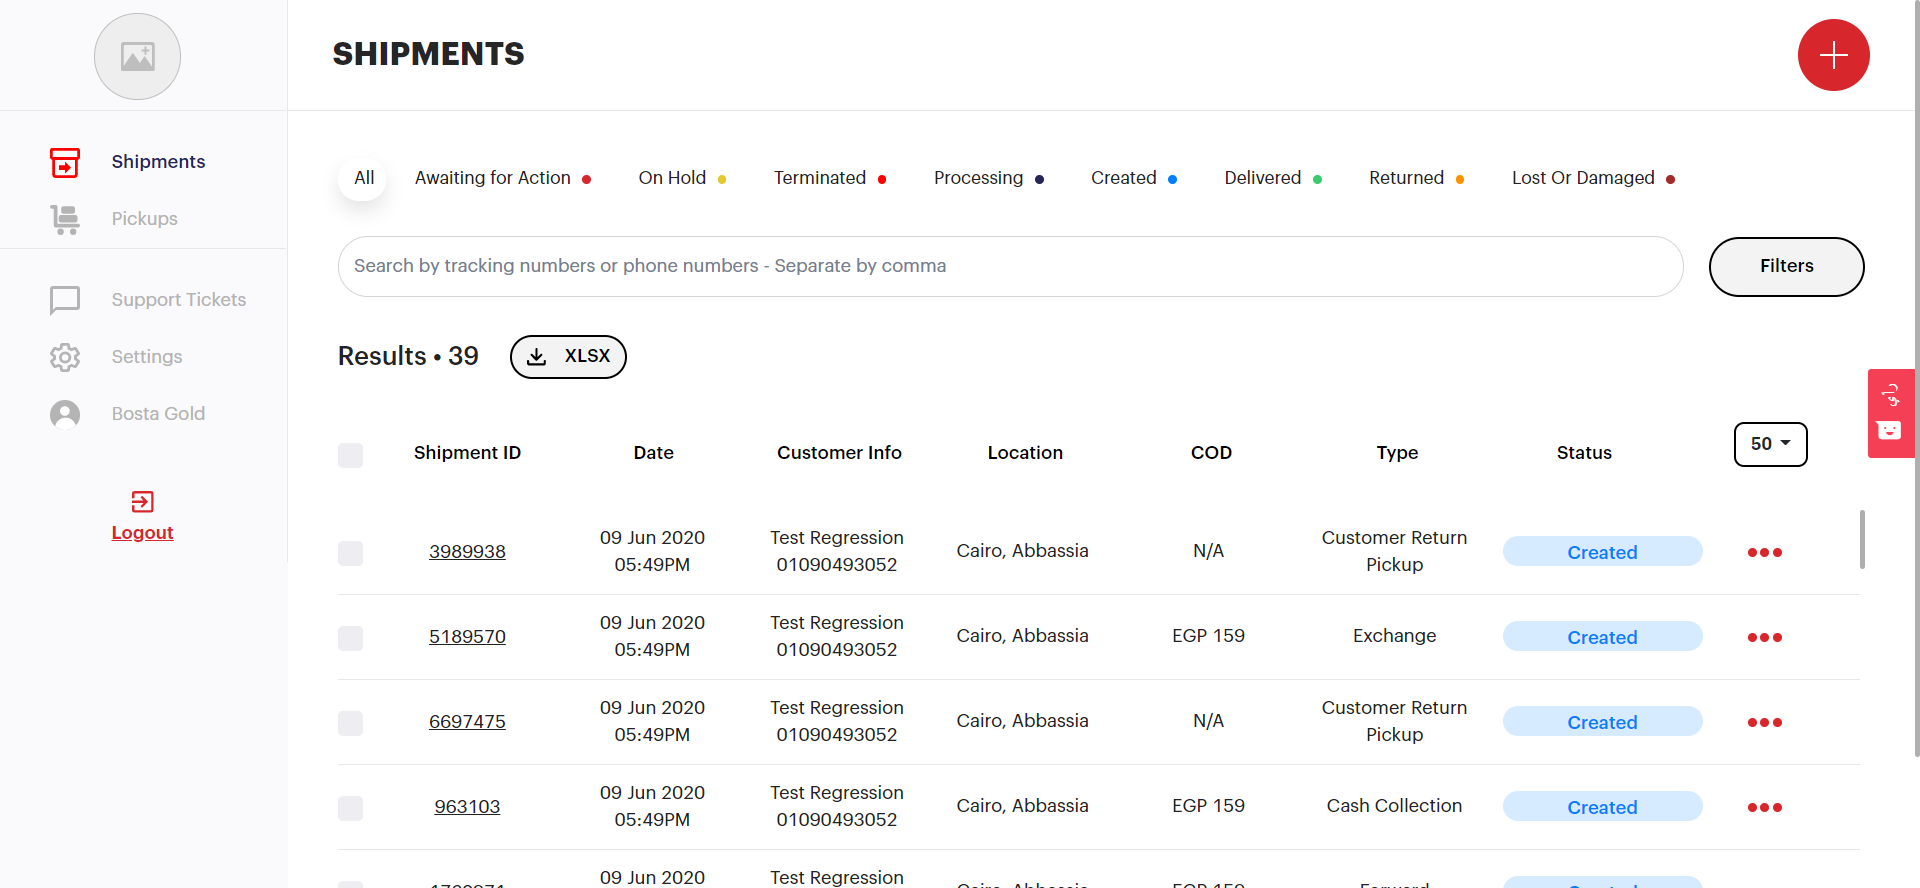 SHIPMENTS
Shipments
Pickups
Support Tickets
Settings
Bosta Gold
Logout
All Awaiting for Action On Hold Terminated Processing Created Delivered Returned Lost Or Damaged
Search by tracking numbers or phone numbers - Separate by comma
Filters
Results • 39 XLSX
Shipment ID Date Customer Info Location COD Type Status 50
3989938 09 Jun 2020 05:49PM Test Regression 01090493052 Cairo, Abbassia N/A Customer Return Pickup Created
5189570 09 Jun 2020 05:49PM Test Regression 01090493052 Cairo, Abbassia EGP 159 Exchange Created
6697475 09 Jun 2020 05:49PM Test Regression 01090493052 Cairo, Abbassia N/A Customer Return Pickup Created
963103 09 Jun 2020 05:49PM Test Regression 01090493052 Cairo, Abbassia EGP 159 Cash Collection Created
09 Jun 2020 Test Regression